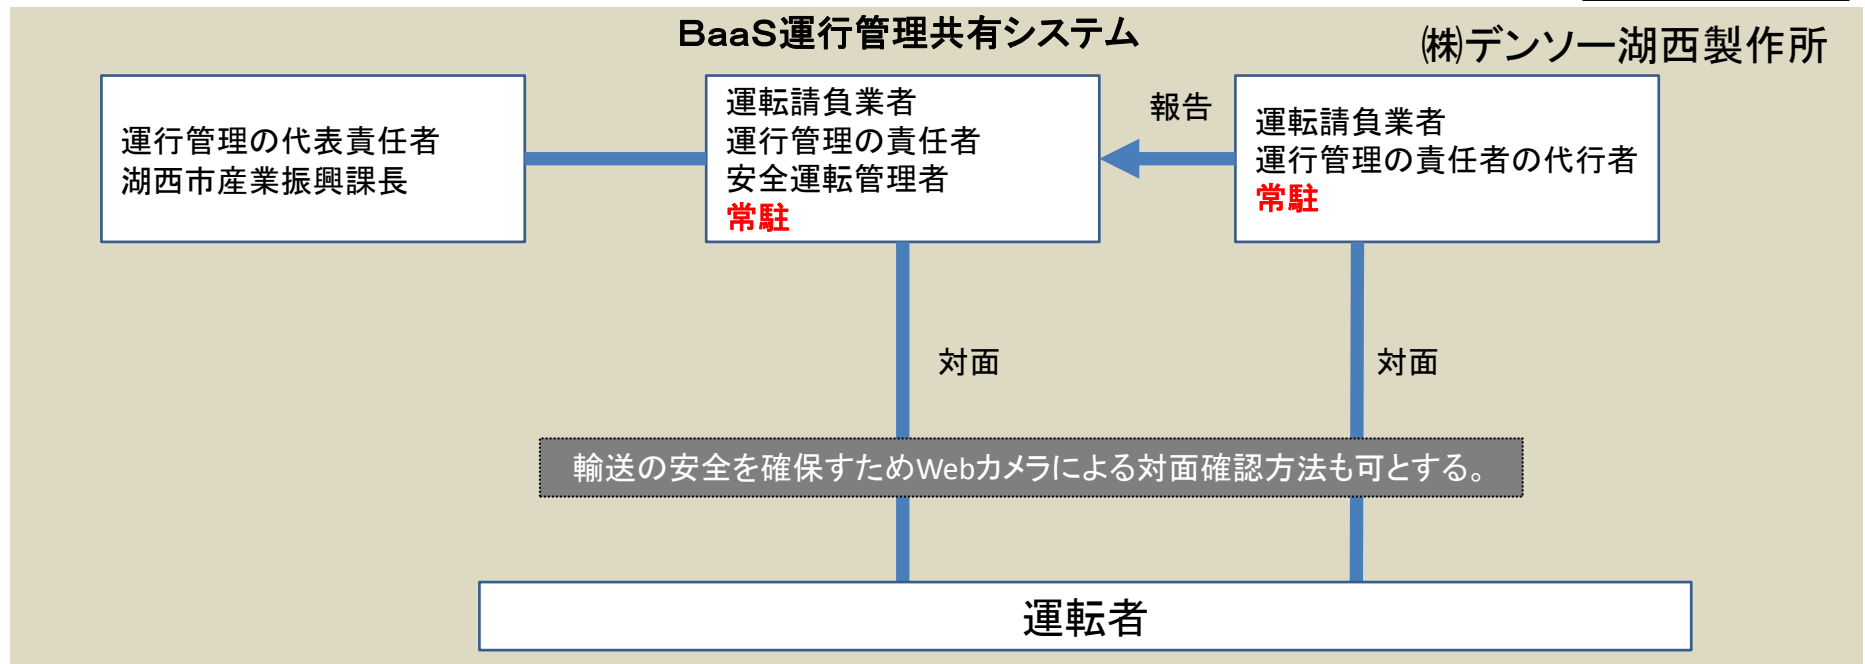 BaaS運行管理共有システム
㈱デンソー湖西製作所
運行管理の代表責任者
湖西市産業振興課長
運転請負業者
運行管理の責任者
安全運転管理者
常駐
報告
運転請負業者
運行管理の責任者の代行者
常駐
対面
対面
輸送の安全を確保すためWebカメラによる対面確認方法も可とする。
運転者